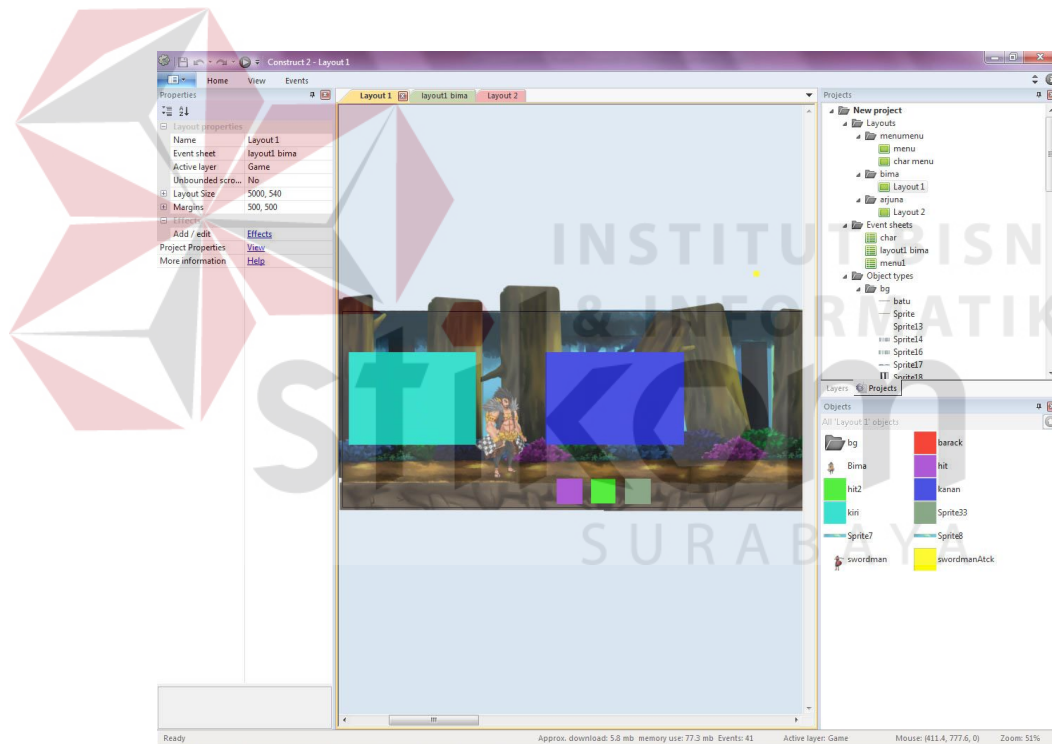 Construct 2 - Layout 1
Home View Events
Properties
Layout properties
Name Layout 1
Event sheet layout1 bima
Active layer Game
Unbounded scro... No
Layout Size 5000, 540
Margins 500, 500
Effects
Add / edit Effects
Project Properties View
More information Help
Layout 1 layout1 bima Layout 2
Projects
New project
Layouts
menumenu
menu
char menu
bima
Layout 1
arjuna
Layout 2
Event sheets
char
layout1 bima
menu1
Object types
bg
batu
Sprite
Sprite13
Sprite14
Sprite16
Sprite17
Sprite18
Layers Projects
Objects
All 'Layout 1' objects
bg barack
Bima hit
hit2 kanan
kiri Sprite33
Sprite7 Sprite8
swordman swordmanAtck
INSTITUT BISN
& INFORMATIK
stikom
SURABAYA
Ready Approx. download: 5.8 mb memory use: 77.3 mb Events: 41 Active layer: Game Mouse: (411.4, 777.6, 0) Zoom: 51%